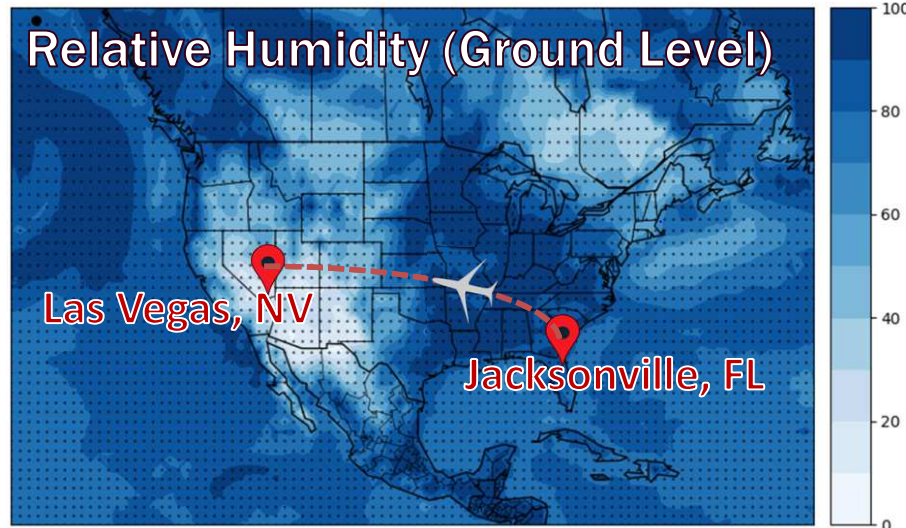 Relative Humidity (Ground Level)
Las Vegas, NV
Jacksonville, FL
100
80
60
40
20
0